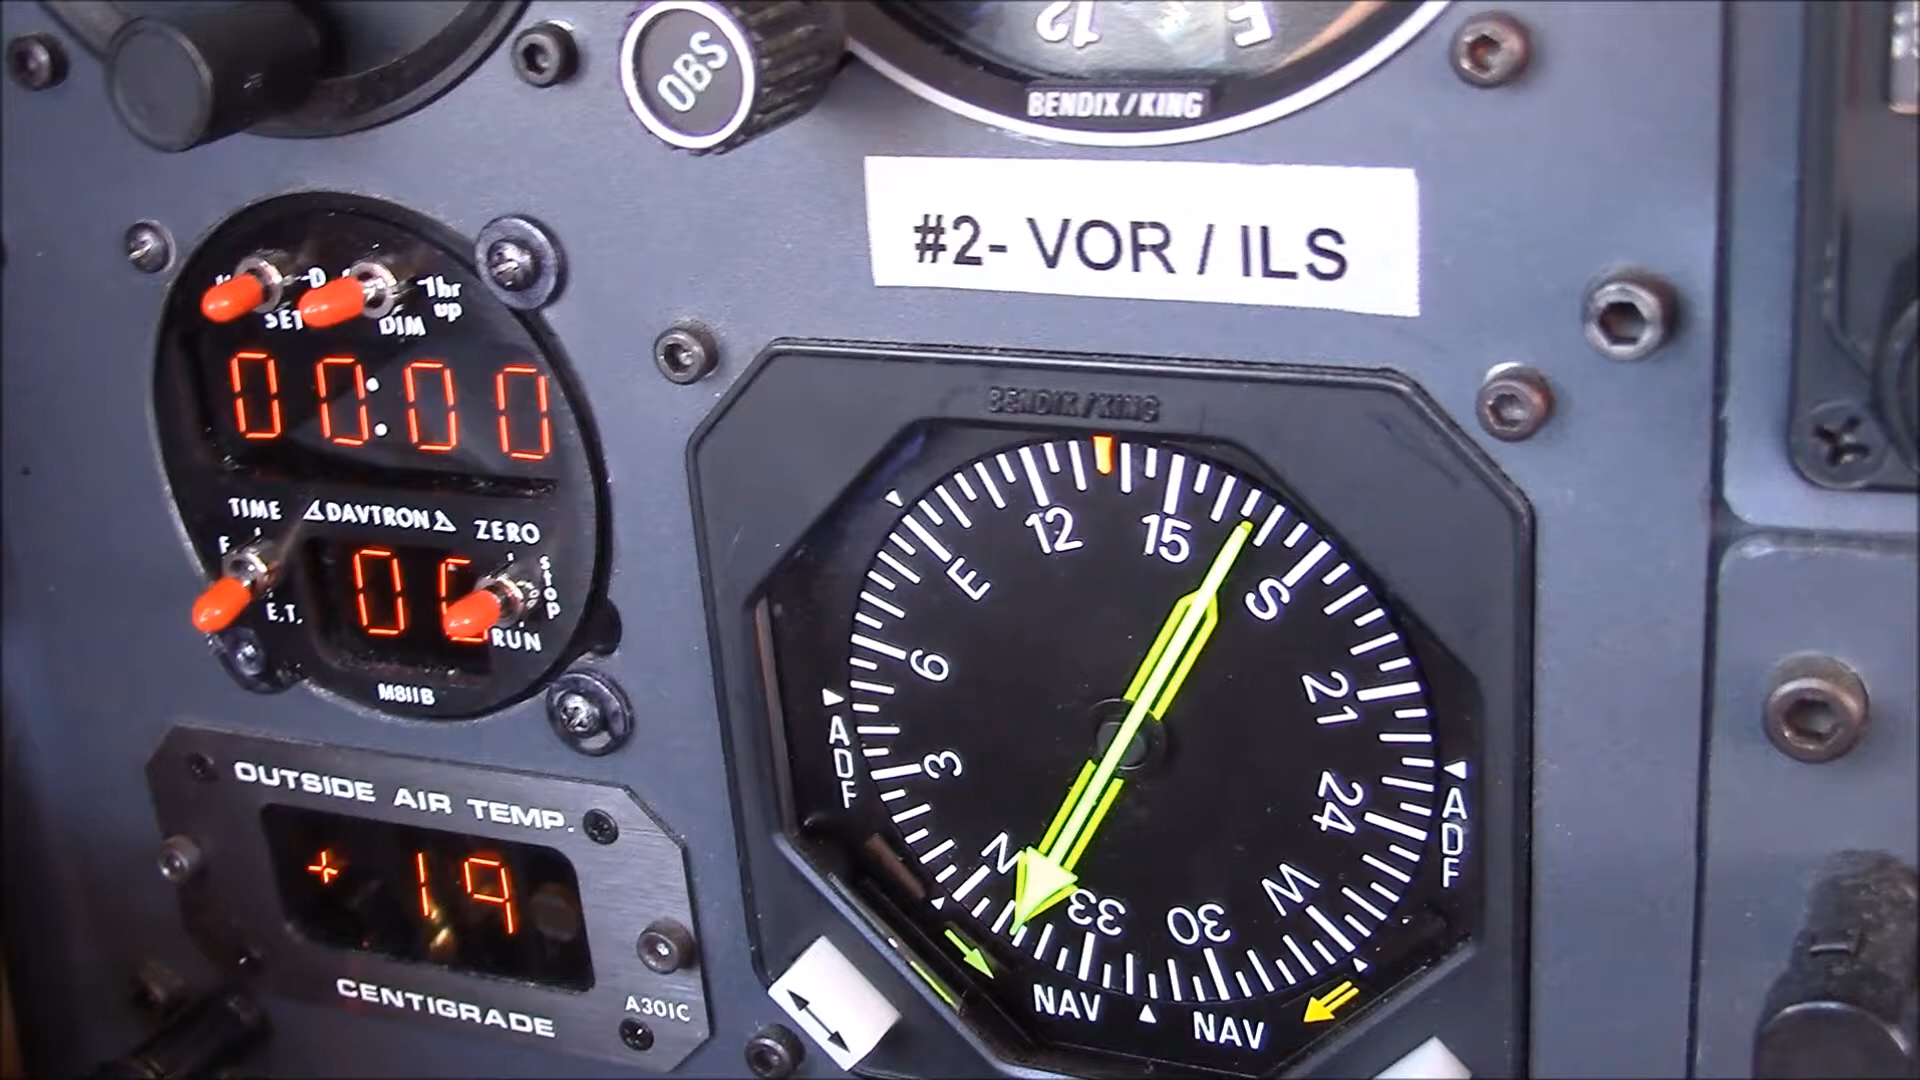 OBS
12 E
BENDIX/KING
#2- VOR / ILS
1hr
up
SET
DIM
00:00
TIME DAVTRON ZERO
F
E.T.
Stop
RUN
M811B
OUTSIDE AIR TEMP.
+ 19
CENTIGRADE
A301C
BENDIX/KING
12 15
E S
6 21
3 24
N W
33 30
ADF
ADF
NAV NAV